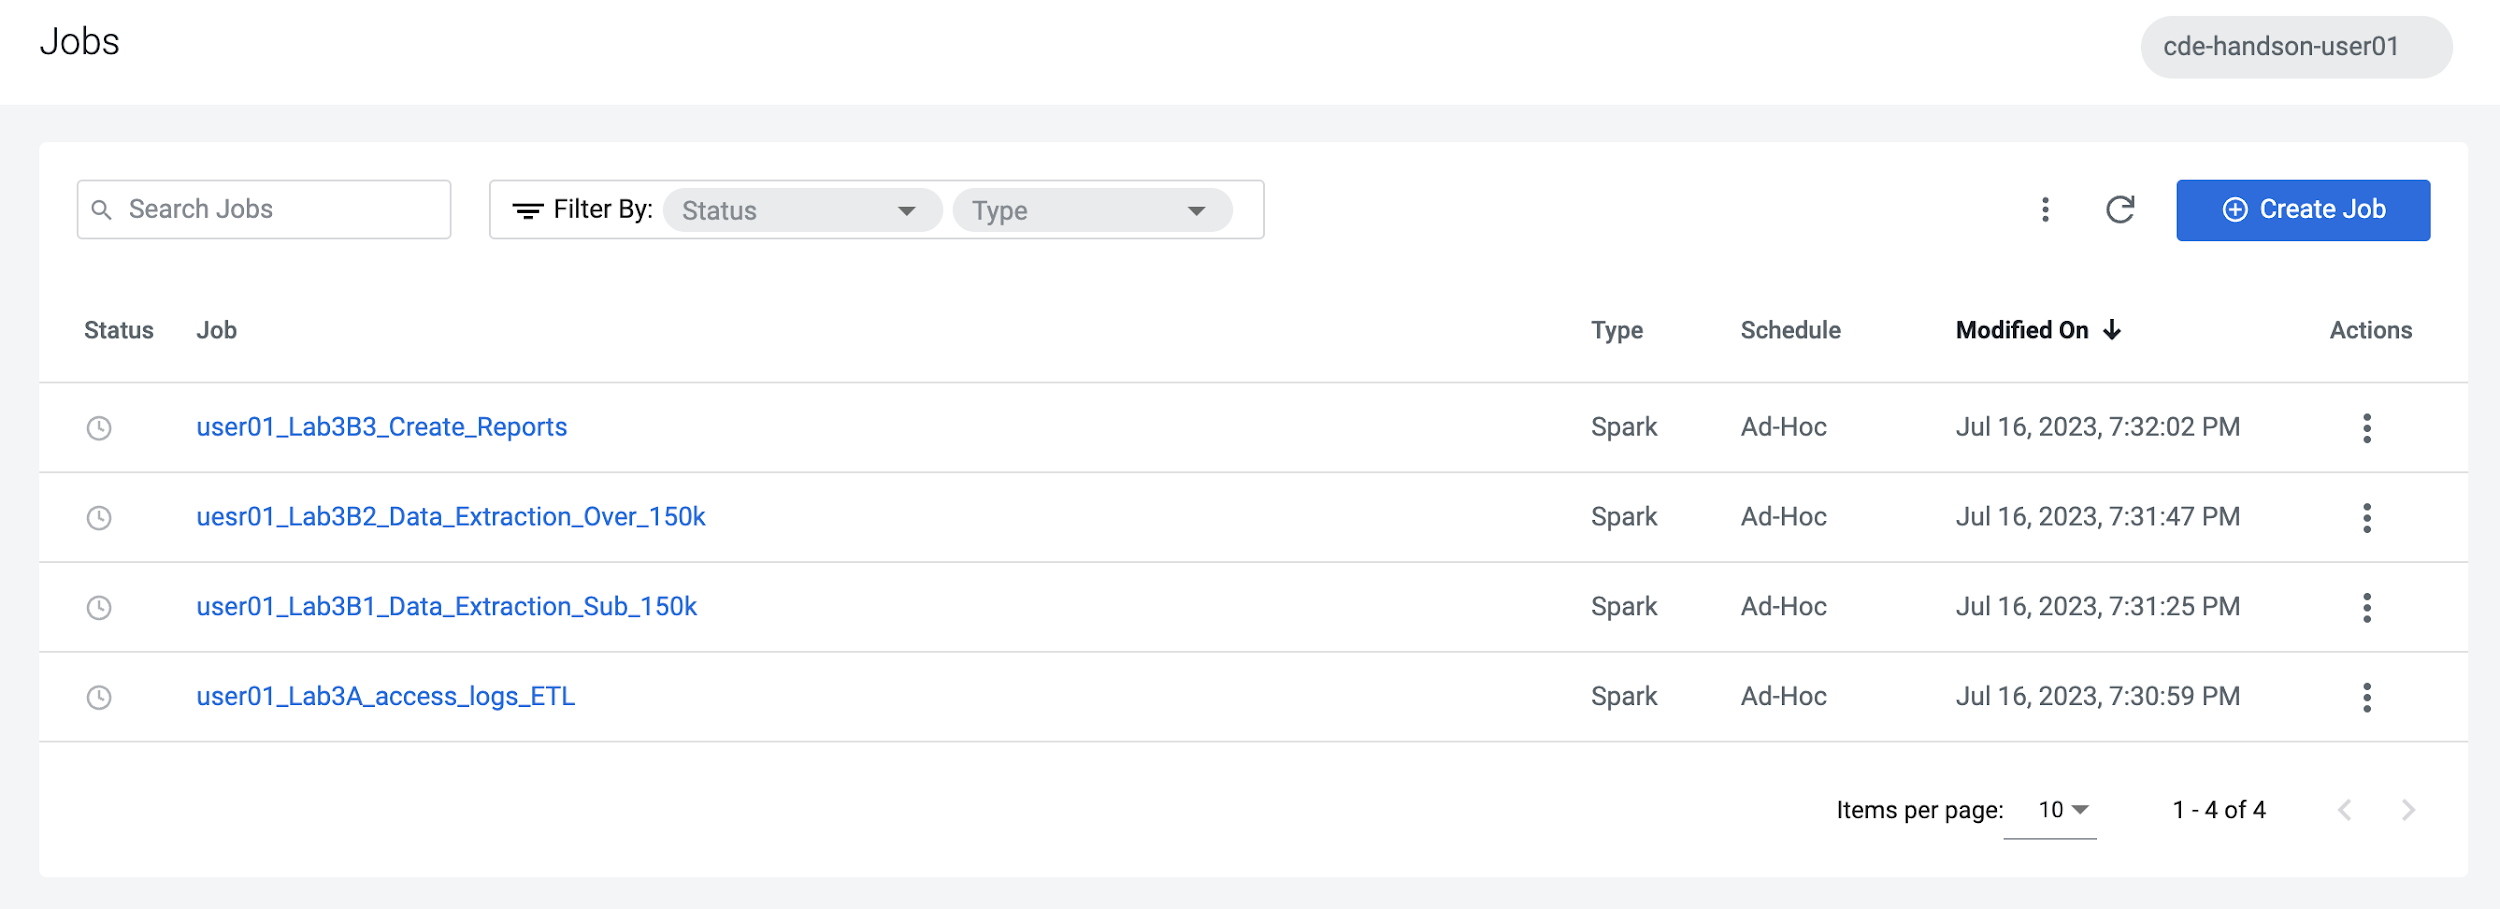 Jobs
cde-handson-user01
Search Jobs
Filter By: Status Type
Create Job
Status Job Type Schedule Modified On Actions
user01_Lab3B3_Create_Reports Spark Ad-Hoc Jul 16, 2023, 7:32:02 PM
uesr01_Lab3B2_Data_Extraction_Over_150k Spark Ad-Hoc Jul 16, 2023, 7:31:47 PM
user01_Lab3B1_Data_Extraction_Sub_150k Spark Ad-Hoc Jul 16, 2023, 7:31:25 PM
user01_Lab3A_access_logs_ETL Spark Ad-Hoc Jul 16, 2023, 7:30:59 PM
Items per page: 10 1 - 4 of 4